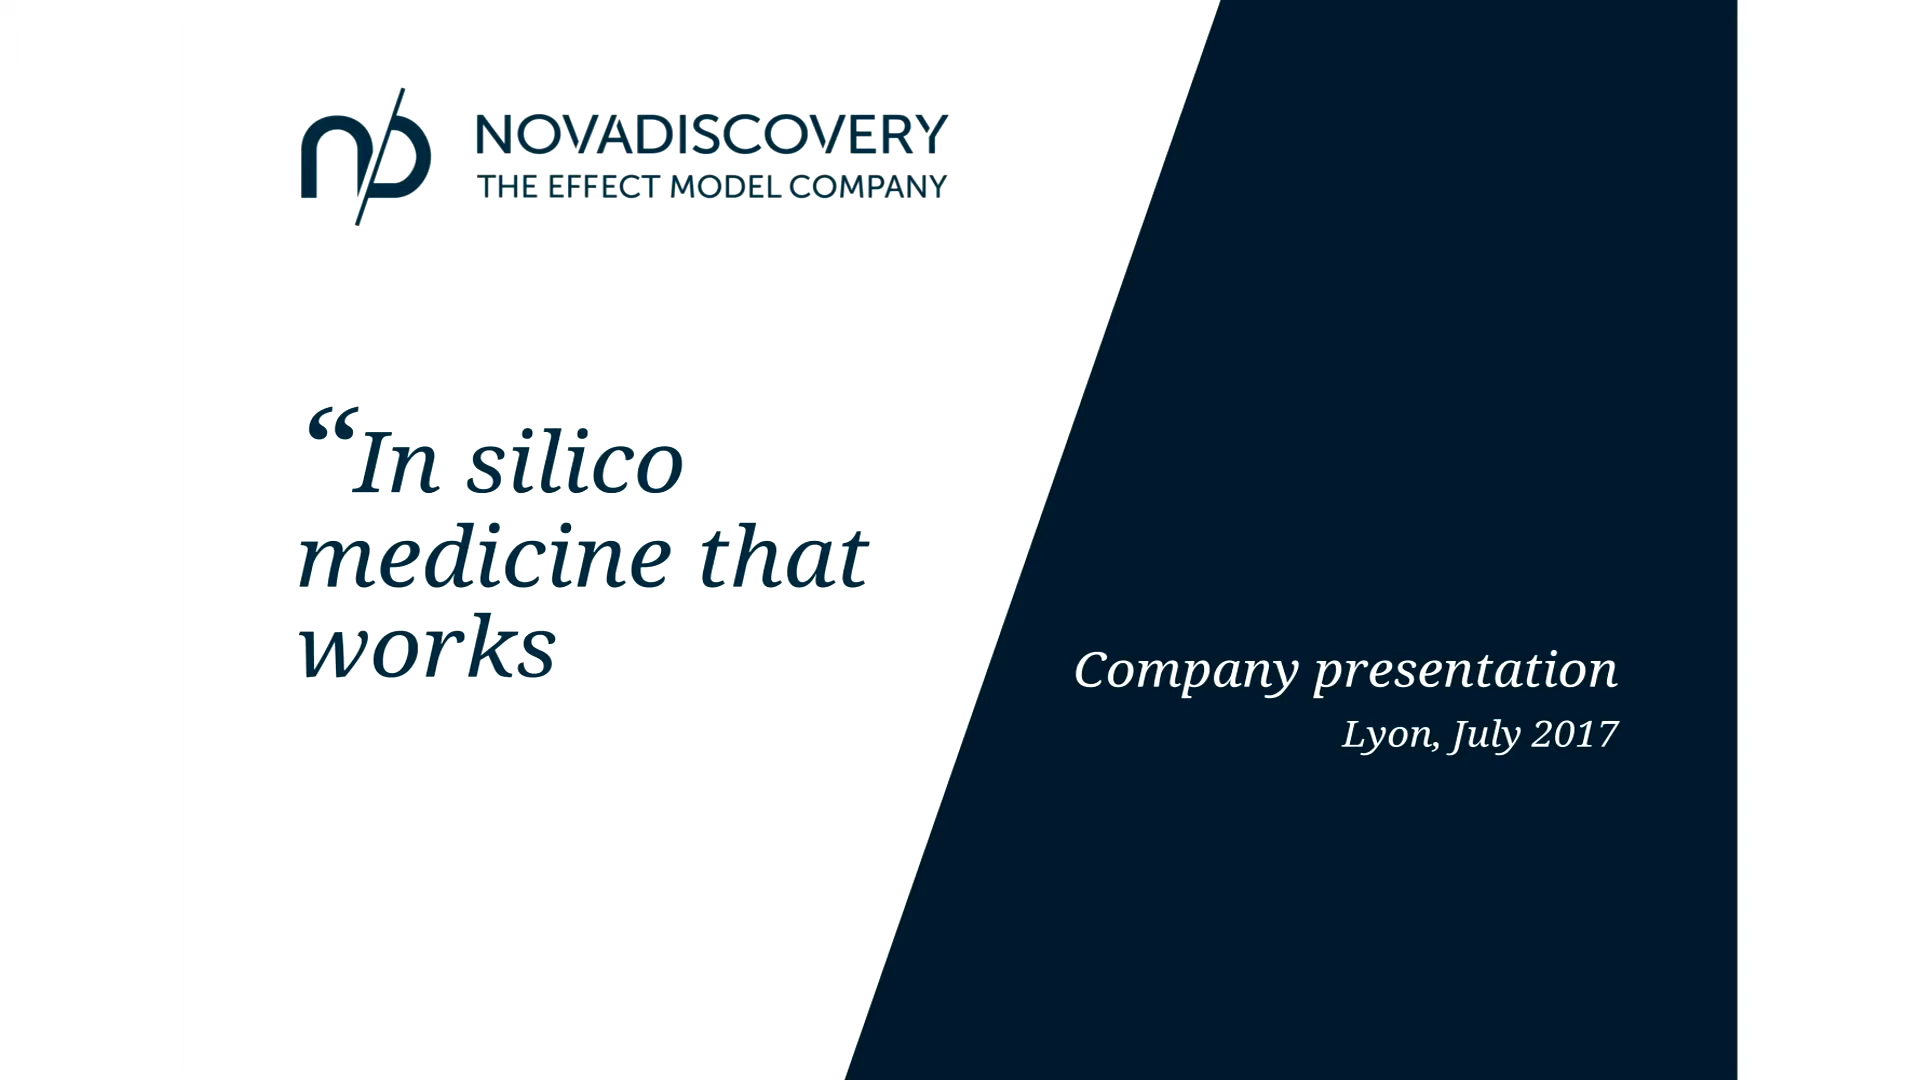 NOVADISCOVERY
THE EFFECT MODEL COMPANY
“In silico
medicine that
works
Company presentation
Lyon, July 2017